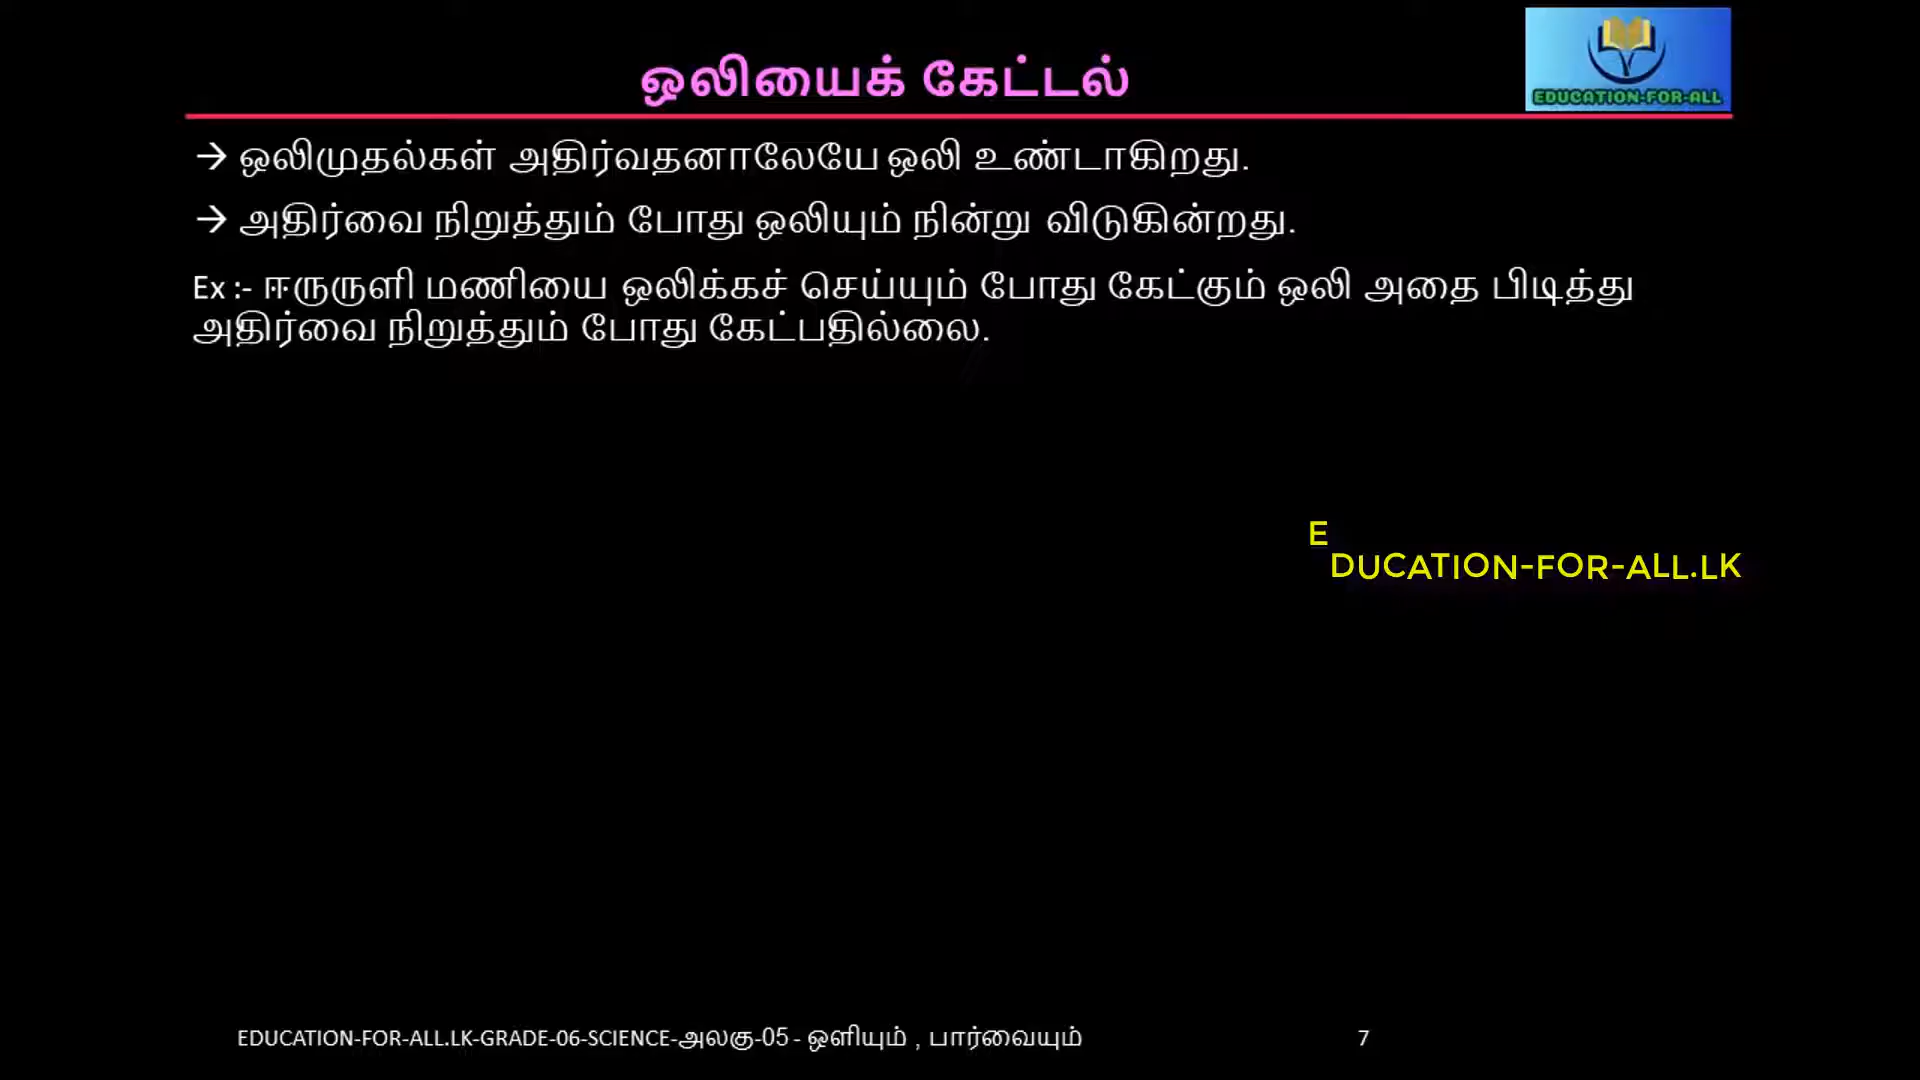 ஒலியைக் கேட்டல்
EDUCATION-FOR-ALL
→ ஒலிமுதல்கள் அதிர்வதனாலேயே ஒலி உண்டாகிறது.
→ அதிர்வை நிறுத்தும் போது ஒலியும் நின்று விடுகின்றது.
Ex :- ஈருருளி மணியை ஒலிக்கச் செய்யும் போது கேட்கும் ஒலி அதை பிடித்து
அதிர்வை நிறுத்தும் போது கேட்பதில்லை.
EDUCATION-FOR-ALL.LK
EDUCATION-FOR-ALL.LK-GRADE-06-SCIENCE-அலகு-05 - ஒளியும் , பார்வையும்
7